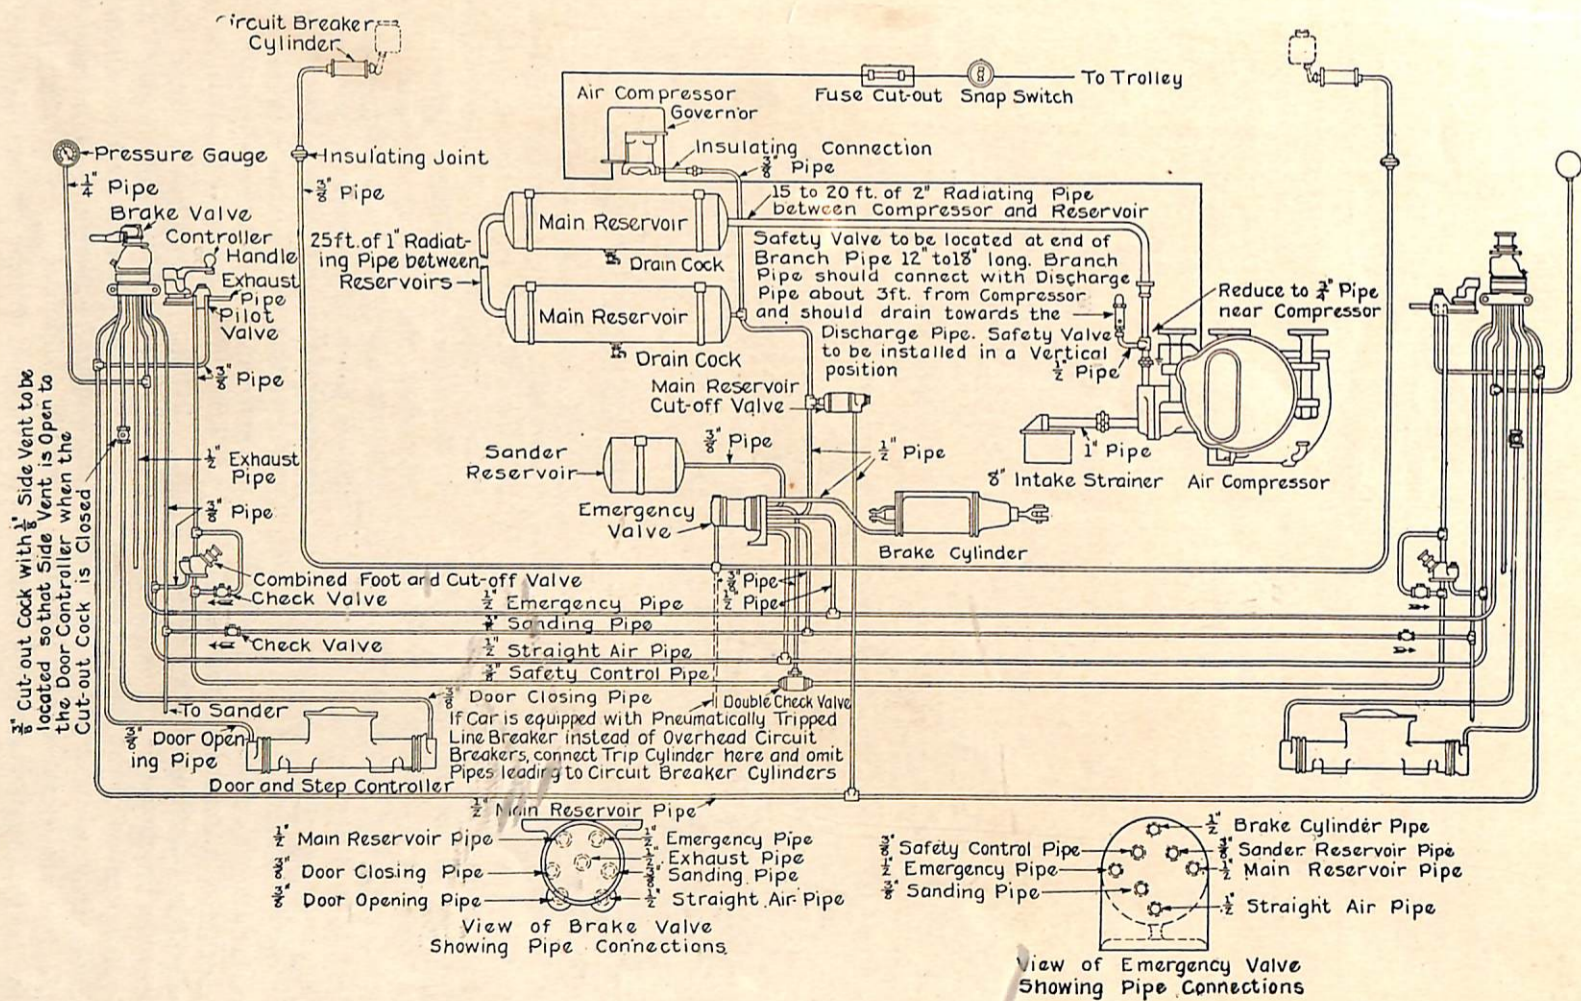 Circuit Breaker
Cylinder
To Trolley
Fuse Cut-out Snap Switch
Air Compressor
Governor
Insulating Connection
3/8" Pipe
Pressure Gauge
1/4" Pipe
Insulating Joint
3/8" Pipe
Brake Valve
Controller
Handle
Exhaust
Pipe
Pilot
Valve
3/8" Pipe
25ft. of 1" Radiat-
ing Pipe between
Reservoirs
Main Reservoir
Drain Cock
Main Reservoir
Drain Cock
15 to 20 ft. of 2" Radiating Pipe
between Compressor and Reservoir
Safety Valve to be located at end of
Branch Pipe 12" to 18" long. Branch
Pipe should connect with Discharge
Pipe about 3ft. from Compressor
and should drain towards the
Discharge Pipe. Safety Valve
to be installed in a Vertical
position
1/2" Pipe
Reduce to 3/4" Pipe
near Compressor
Main Reservoir
Cut-off Valve
3/8" Cut-out Cock with 1/8" Side Vent to be
located so that Side Vent is Open to
the Door Controller when the
Cut-out Cock is Closed
1/2" Exhaust
Pipe
3/8" Pipe
Sander
Reservoir
3/8" Pipe
1/2" Pipe
1" Pipe
8" Intake Strainer
Air Compressor
Emergency
Valve
Brake Cylinder
Combined Foot and Cut-off Valve
Check Valve
3/8" Pipe
1/2" Pipe
1/2" Emergency Pipe
Sanding Pipe
Check Valve
1/2" Straight Air Pipe
3/8" Safety Control Pipe
3/8" Door Closing Pipe
Double Check Valve
To Sander
3/8" Door Open-
ing Pipe
If Car is equipped with Pneumatically Tripped
Line Breaker instead of Overhead Circuit
Breakers, connect Trip Cylinder here and omit
Pipes leading to Circuit Breaker Cylinders
Door and Step Controller
1/2" Main Reservoir Pipe
1/2" Main Reservoir Pipe
3/8" Door Closing Pipe
3/8" Door Opening Pipe
1/2" Emergency Pipe
1/2" Exhaust Pipe
3/8" Sanding Pipe
1/2" Straight Air Pipe
View of Brake Valve
Showing Pipe Connections
3/8" Safety Control Pipe
1/2" Emergency Pipe
3/8" Sanding Pipe
1/2" Brake Cylinder Pipe
3/8" Sander Reservoir Pipe
1/2" Main Reservoir Pipe
1/2" Straight Air Pipe
View of Emergency Valve
Showing Pipe Connections